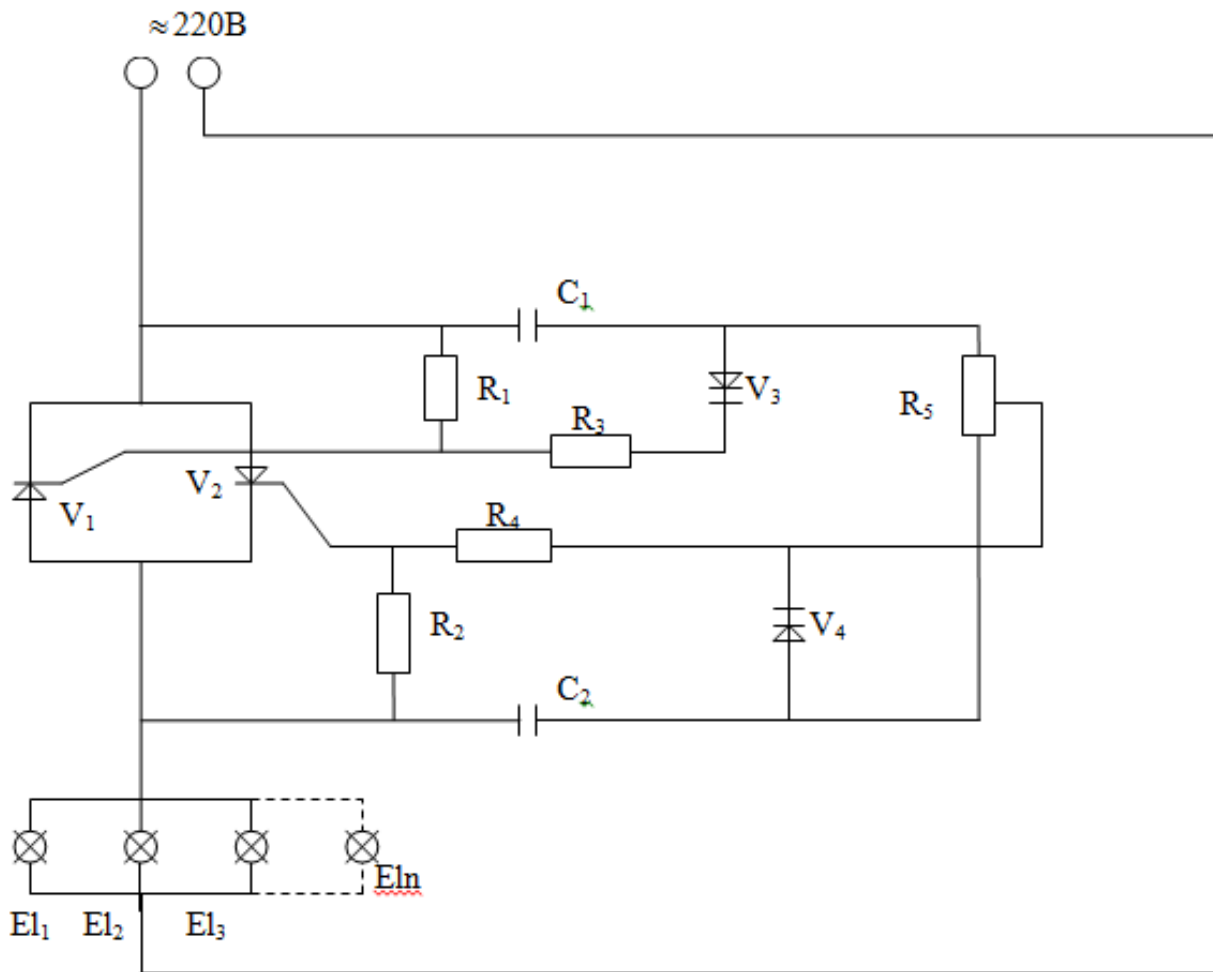 ≈220В
C₁
R₁
V₃
R₃
R₅
V₂
V₁
R₄
R₂
V₄
C₂
Eln
El₁ El₂ El₃